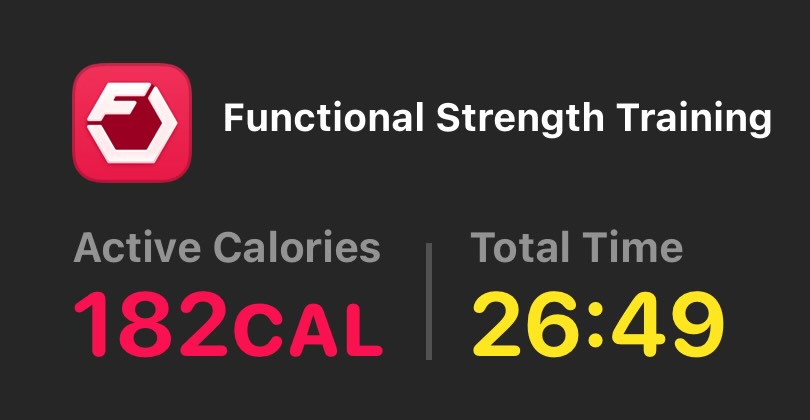 Functional Strength Training
Active Calories
Total Time
182CAL
26:49